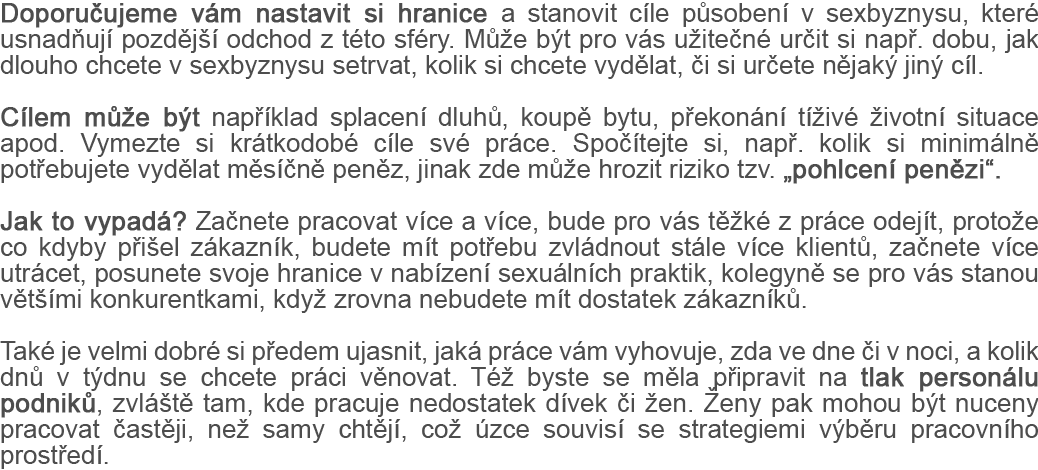 Doporučujeme vám nastavit si hranice a stanovit cíle působení v sexbyznysu, které
usnadňují pozdější odchod z této sféry. Může být pro vás užitečné určit si např. dobu, jak
dlouho chcete v sexbyznysu setrvat, kolik si chcete vydělat, či si určete nějaký jiný cíl.
Cílem může být například splacení dluhů, koupě bytu, překonání tíživé životní situace
apod. Vymezte si krátkodobé cíle své práce. Spočítejte si, např. kolik si minimálně
potřebujete vydělat měsíčně peněz, jinak zde může hrozit riziko tzv. „pohlcení penězi“.
Jak to vypadá? Začnete pracovat více a více, bude pro vás těžké z práce odejít, protože
co kdyby přišel zákazník, budete mít potřebu zvládnout stále více klientů, začnete více
utrácet, posunete svoje hranice v nabízení sexuálních praktik, kolegyně se pro vás stanou
většími konkurentkami, když zrovna nebudete mít dostatek zákazníků.
Také je velmi dobré si předem ujasnit, jaká práce vám vyhovuje, zda ve dne či v noci, a kolik
dnů v týdnu se chcete práci věnovat. Též byste se měla připravit na tlak personálu
podniků, zvláště tam, kde pracuje nedostatek dívek či žen. Ženy pak mohou být nuceny
pracovat častěji, než samy chtějí, což úzce souvisí se strategiemi výběru pracovního
prostředí.